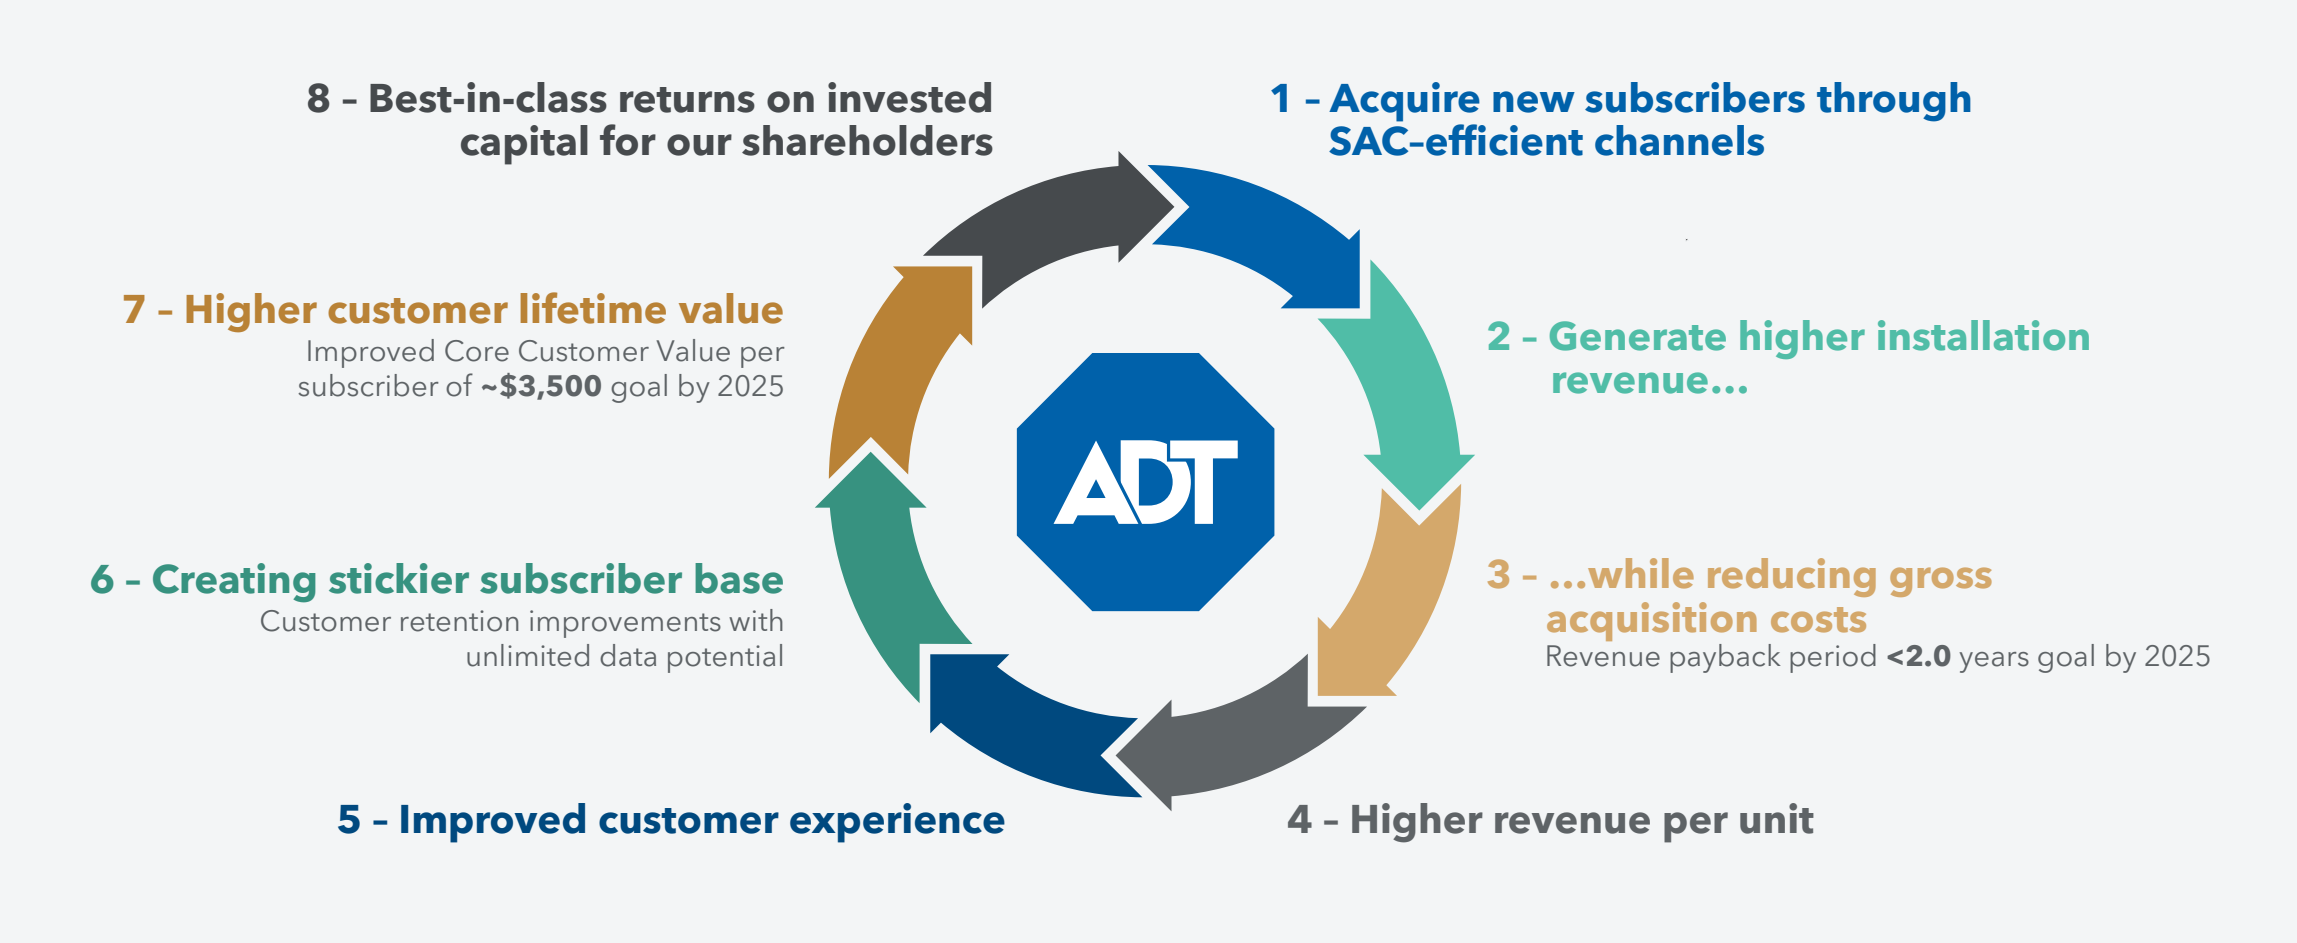 8 – Best-in-class returns on invested
capital for our shareholders
1 – Acquire new subscribers through
SAC–efficient channels
7 – Higher customer lifetime value
Improved Core Customer Value per
subscriber of ~$3,500 goal by 2025
2 – Generate higher installation
revenue...
ADT
6 – Creating stickier subscriber base
Customer retention improvements with
unlimited data potential
3 – ...while reducing gross
acquisition costs
Revenue payback period <2.0 years goal by 2025
5 – Improved customer experience
4 – Higher revenue per unit